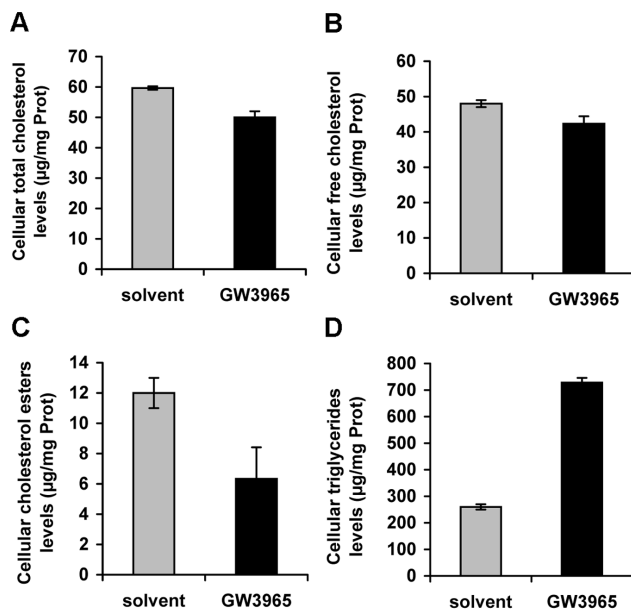 A
Cellular total cholesterol
levels (µg/mg Prot)
70
60
50
40
30
20
10
0
solvent GW3965
B
Cellular free cholesterol
levels (µg/mg Prot)
60
50
40
30
20
10
0
solvent GW3965
C
Cellular cholesterol esters
levels (µg/mg Prot)
14
12
10
8
6
4
2
0
solvent GW3965
D
Cellular triglycerides
levels (µg/mg Prot)
800
700
600
500
400
300
200
100
0
solvent GW3965